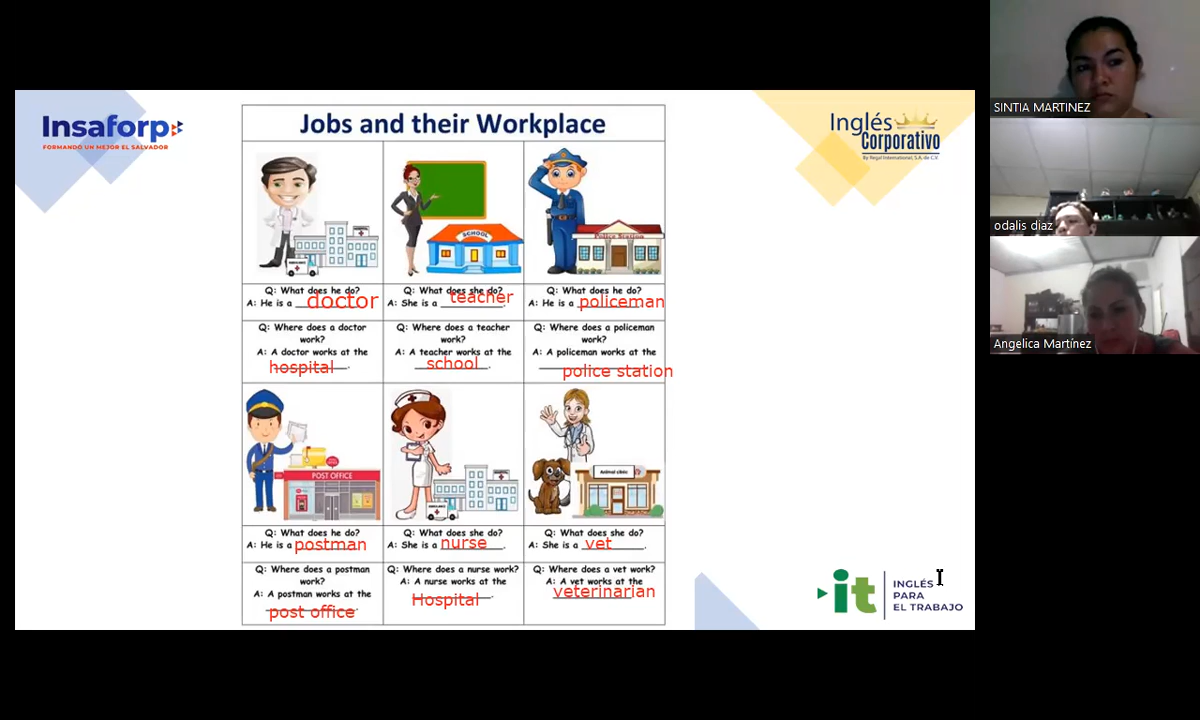 Insaforp
FORMANDO UN MEJOR EL SALVADOR
Inglés
Corporativo
By Regal International, S.A. de C.V.
Jobs and their Workplace
SCHOOL
Police Station
Q: What does he do?
A: He is a doctor
Q: What does she do?
A: She is a teacher.
Q: What does he do?
A: He is a policeman
Q: Where does a doctor
work?
A: A doctor works at the
hospital.
Q: Where does a teacher
work?
A: A teacher works at the
school.
Q: Where does a policeman
work?
A: A policeman works at the
police station
POST OFFICE
Animal clinic
Q: What does he do?
A: He is a postman
Q: What does she do?
A: She is a nurse.
Q: What does she do?
A: She is a vet.
Q: Where does a postman
work?
A: A postman works at the
post office.
Q: Where does a nurse work?
A: A nurse works at the
Hospital.
Q: Where does a vet work?
A: A vet works at the
veterinarian
it
INGLÉS
PARA
EL TRABAJO
SINTIA MARTINEZ
odalis diaz
Angelica Martínez